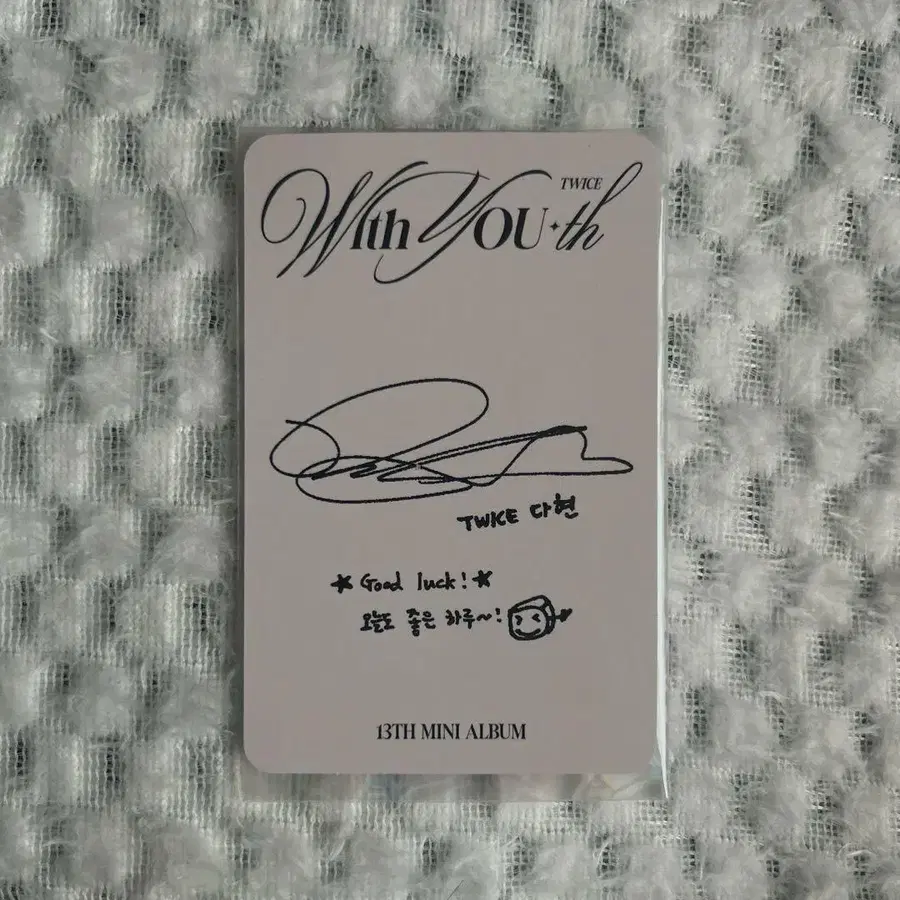 TWICE
With YOU-th
TWICE 다현
★ Good luck! ★
오늘도 좋은 하루~!
13TH MINI ALBUM